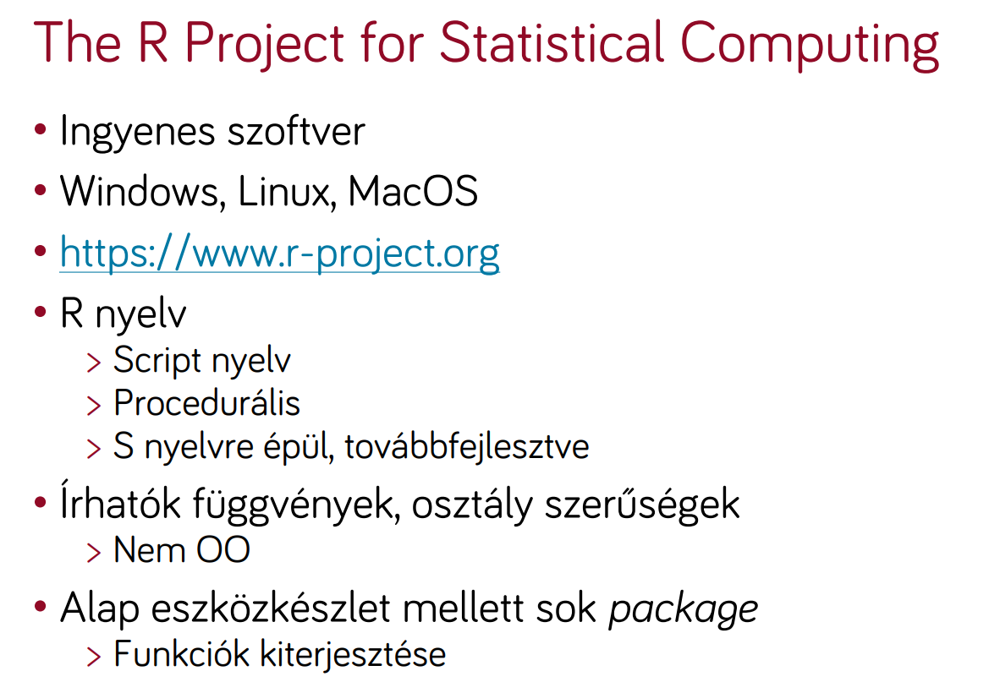 The R Project for Statistical Computing
• Ingyenes szoftver
• Windows, Linux, MacOS
• https://www.r-project.org
• R nyelv
> Script nyelv
> Procedurális
> S nyelvre épül, továbbfejlesztve
• Írhatók függvények, osztály szerűségek
> Nem OO
• Alap eszközkészlet mellett sok package
> Funkciók kiterjesztése